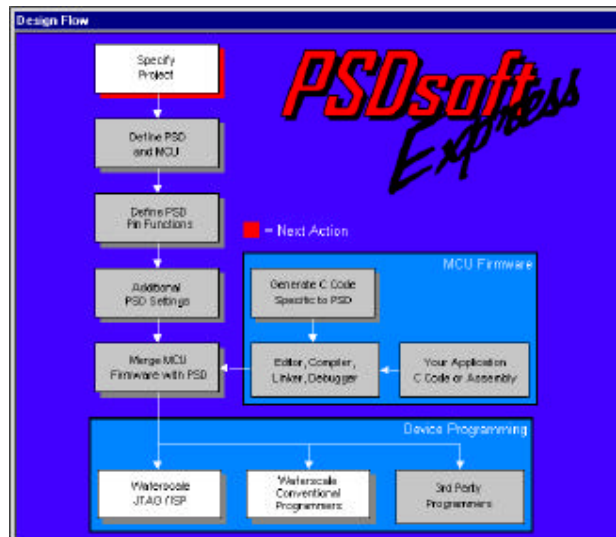 Design Flow
PSDsoft
Express
Specify
Project
Define PSD
and MCU
Define PSD
Pin Functions
= Next Action
MCU Firmware
Additional
PSD Settings
Generate C Code
Specific to PSD
Merge MCU
Firmware with PSD
Editor, Compiler,
Linker, Debugger
Your Application
C Code or Assembly
Device Programming
Waferscale
JTAG / ISP
Waferscale
Conventional
Programmers
3rd Party
Programmers